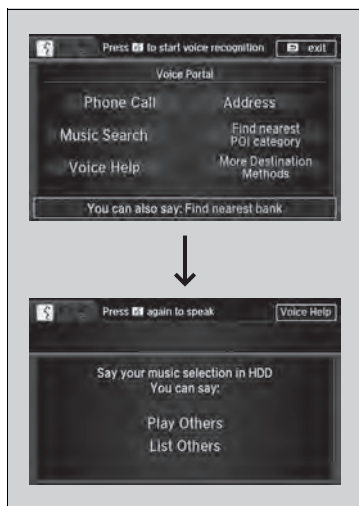 Press to start voice recognition
exit
Voice Portal
Phone Call
Address
Music Search
Find nearest
POI category
Voice Help
More Destination
Methods
You can also say: Find nearest bank
Press again to speak
Voice Help
Say your music selection in HDD
You can say:
Play Others
List Others